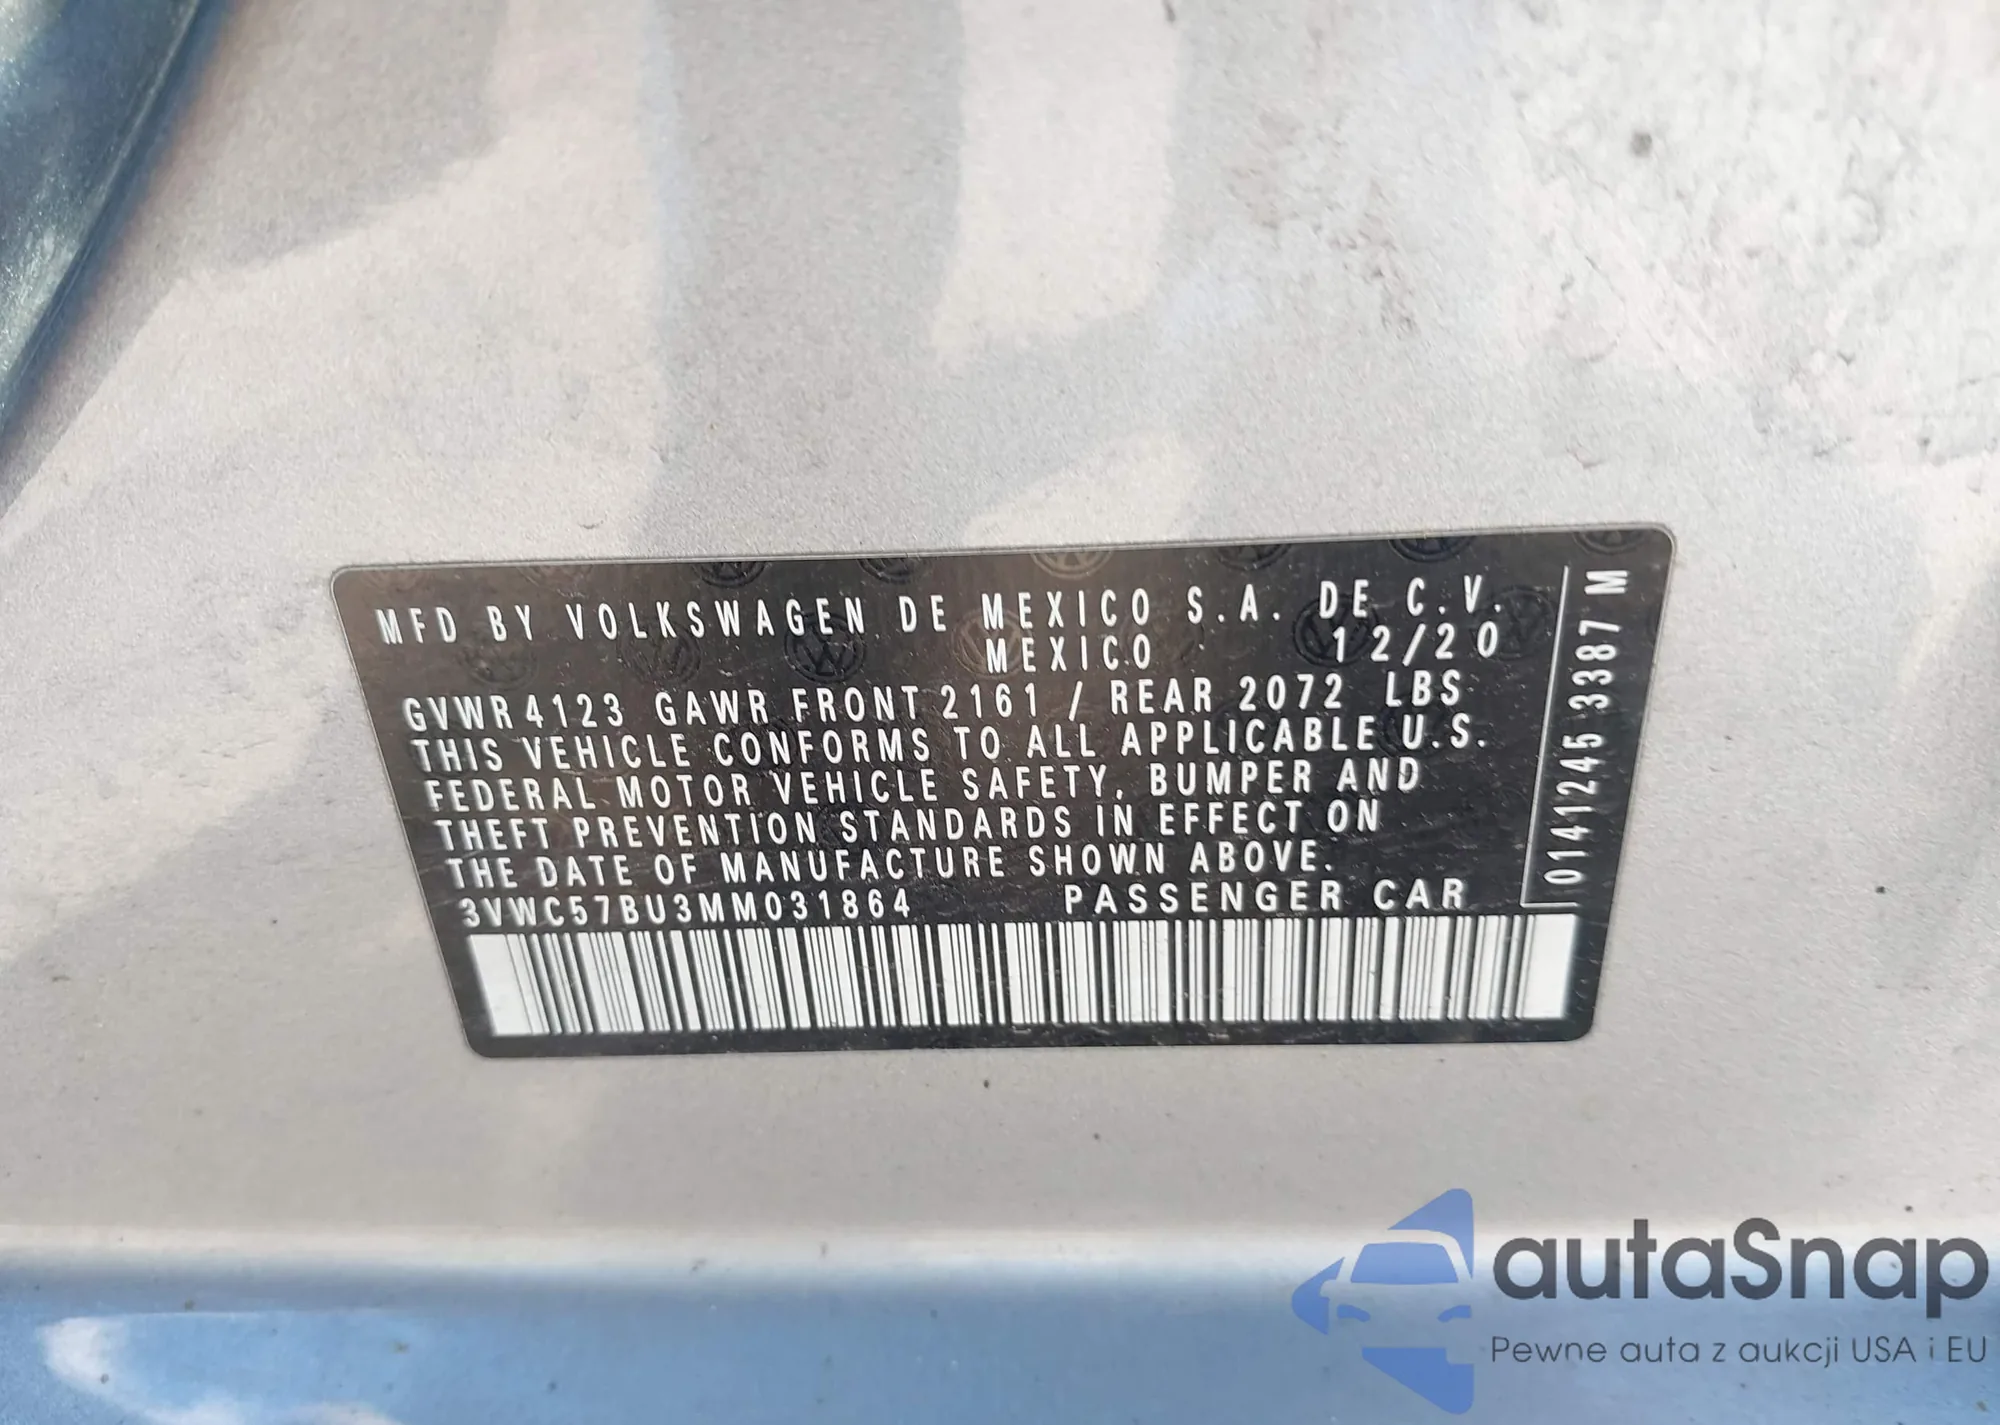 MFD BY VOLKSWAGEN DE MEXICO S.A. DE C.V.
MEXICO 12/20
GVWR 4123 GAWR FRONT 2161 / REAR 2072 LBS
THIS VEHICLE CONFORMS TO ALL APPLICABLE U.S.
FEDERAL MOTOR VEHICLE SAFETY, BUMPER AND
THEFT PREVENTION STANDARDS IN EFFECT ON
THE DATE OF MANUFACTURE SHOWN ABOVE.
3VWC57BU3MM031864 PASSENGER CAR
0141245 3387 M
autaSnap
Pewne auta z aukcji USA i EU